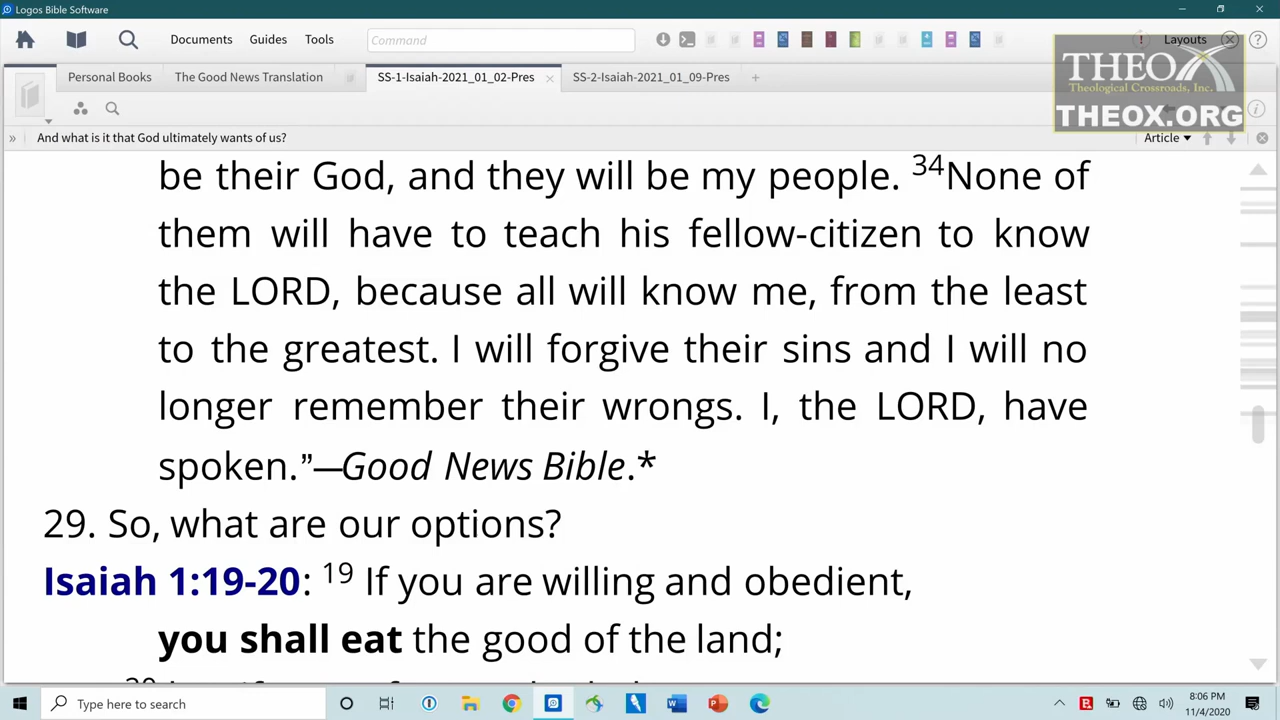 Logos Bible Software
Documents Guides Tools Command Layouts
THEOX
Theological Crossroads, Inc.
THEOX.ORG
Personal Books The Good News Translation SS-1-Isaiah-2021_01_02-Pres SS-2-Isaiah-2021_01_09-Pres
And what is it that God ultimately wants of us? Article
be their God, and they will be my people. 34None of
them will have to teach his fellow-citizen to know
the LORD, because all will know me, from the least
to the greatest. I will forgive their sins and I will no
longer remember their wrongs. I, the LORD, have
spoken.”—Good News Bible.*
29. So, what are our options?
Isaiah 1:19-20: 19 If you are willing and obedient,
you shall eat the good of the land;
Type here to search
8:06 PM
11/4/2020